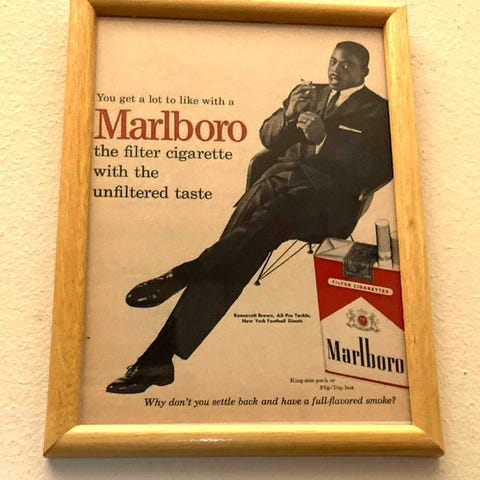 You get a lot to like with a
Marlboro
the filter cigarette
with the
unfiltered taste
Roosevelt Brown, All Pro Tackle,
New York Football Giants
FILTER CIGARETTES
Marlboro
King-size pack or
Flip-Top box
Why don't you settle back and have a full-flavored smoke?